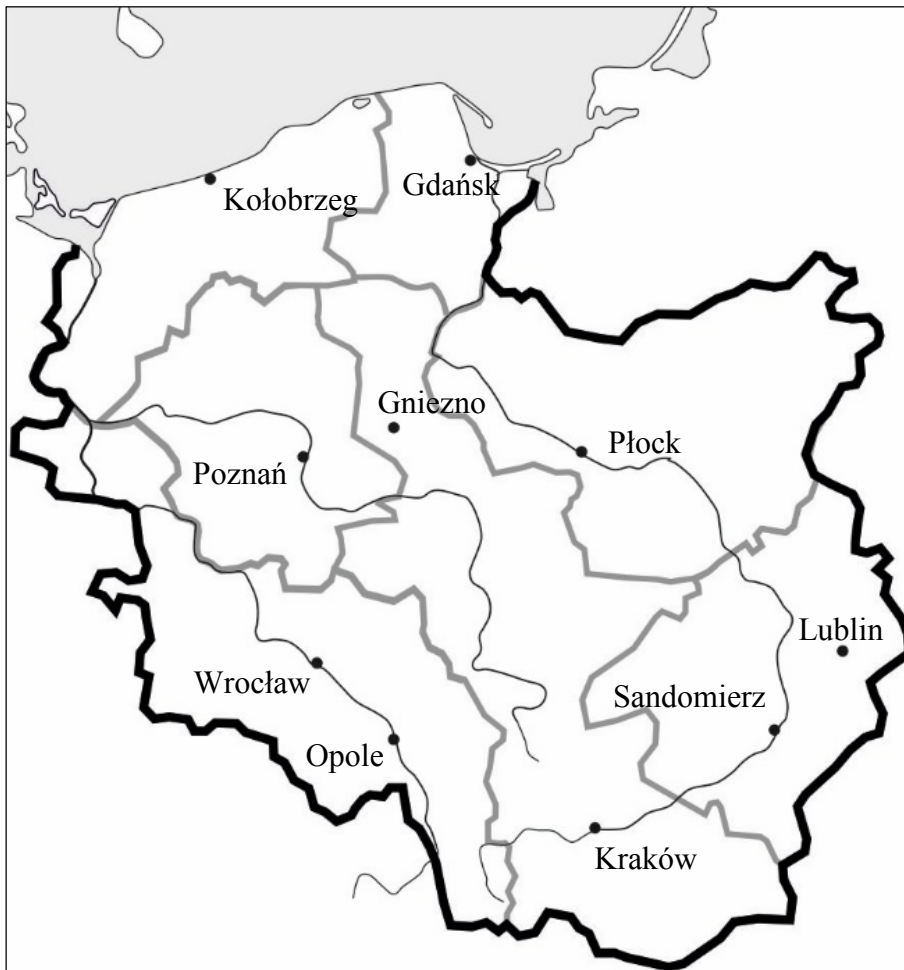 Gdańsk
Kołobrzeg
Gniezno
Płock
Poznań
Lublin
Wrocław
Sandomierz
Opole
Kraków